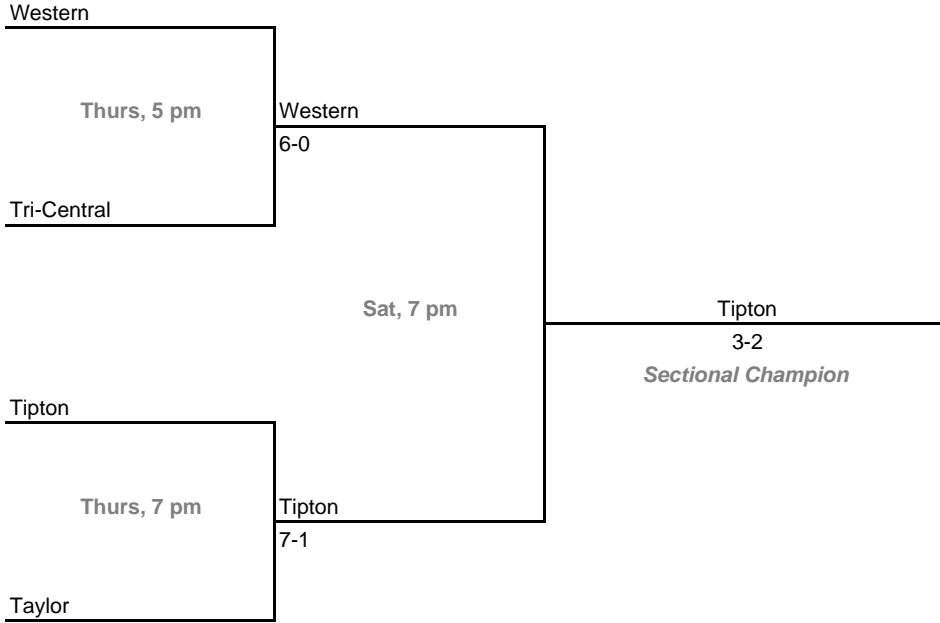 Western
Thurs, 5 pm
Western
6-0
Tri-Central
Sat, 7 pm
Tipton
3-2
Sectional Champion
Tipton
Thurs, 7 pm
Tipton
7-1
Taylor